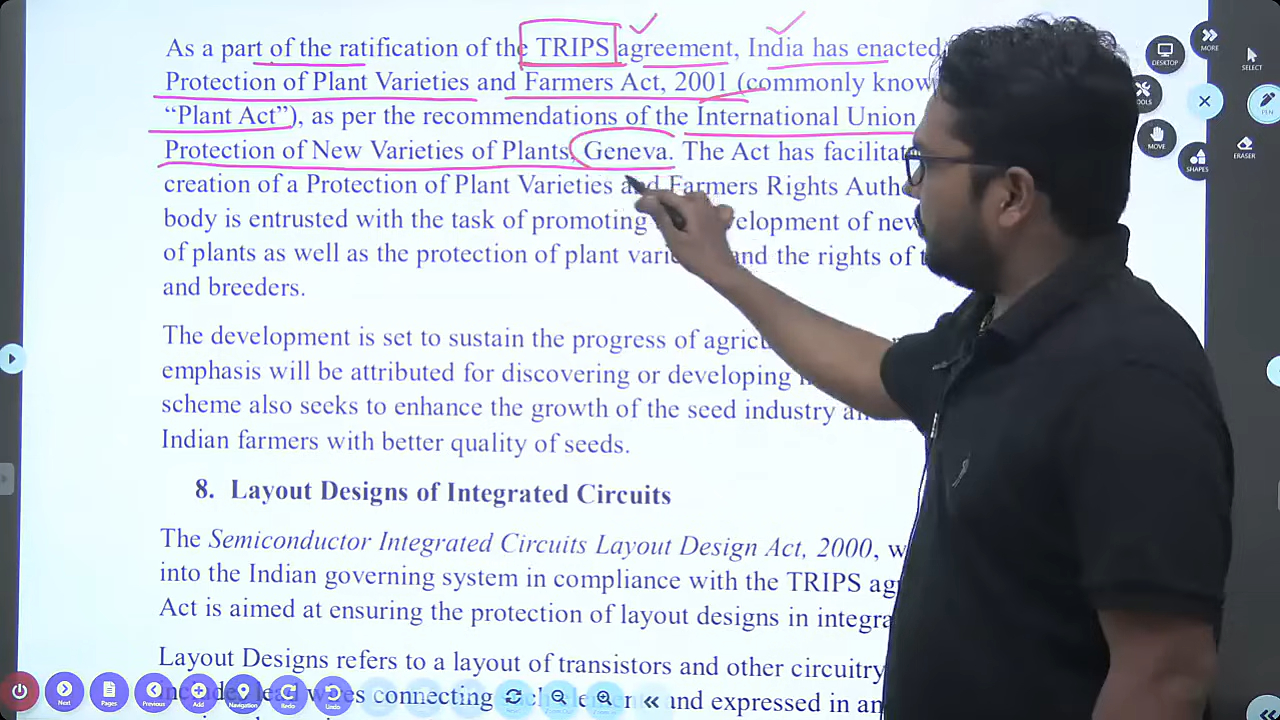 As a part of the ratification of the TRIPS agreement, India has enacted
Protection of Plant Varieties and Farmers Act, 2001 (commonly know
“Plant Act”), as per the recommendations of the International Union
Protection of New Varieties of Plants, Geneva. The Act has facilitat
creation of a Protection of Plant Varieties and Farmers Rights Autho
body is entrusted with the task of promoting development of new
of plants as well as the protection of plant vari and the rights of
and breeders.
The development is set to sustain the progress of agric
emphasis will be attributed for discovering or developing
scheme also seeks to enhance the growth of the seed industry
Indian farmers with better quality of seeds.
8. Layout Designs of Integrated Circuits
The Semiconductor Integrated Circuits Layout Design Act, 2000,
into the Indian governing system in compliance with the TRIPS
Act is aimed at ensuring the protection of layout designs in integra
Layout Designs refers to a layout of transistors and other circuitry
connecting and expressed in an
MORE
DESKTOP
SELECT
PEN
MOVE
ERASER
SHAPES
Next
Pages
Previous
Add
Navigation
Redo
Undo